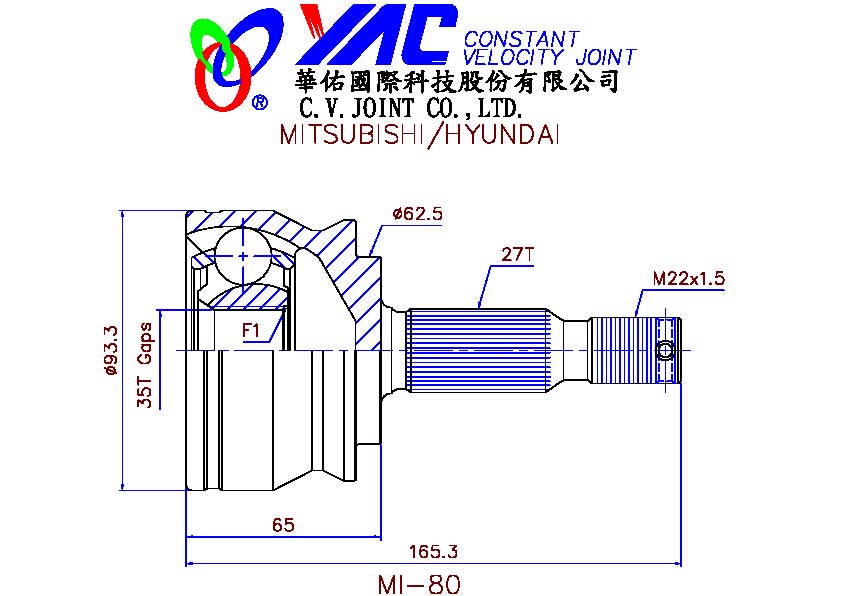 YAC CONSTANT
VELOCITY JOINT
®
華佑國際科技股份有限公司
C.V.JOINT CO.,LTD.
MITSUBISHI/HYUNDAI
ø62.5
27T
M22x1.5
F1
ø93.3
35T Gaps
65
165.3
MI-80